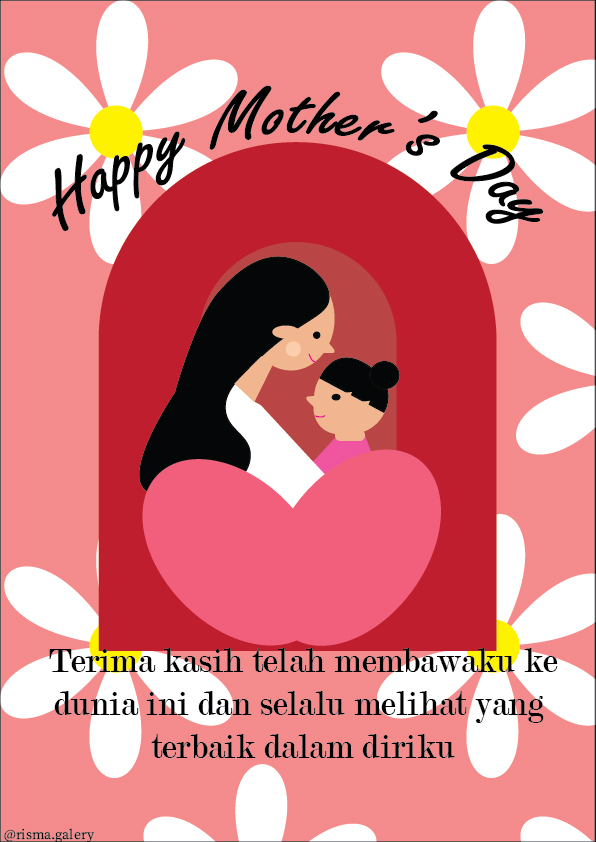 Happy Mother's Day
Terima kasih telah membawaku ke
dunia ini dan selalu melihat yang
terbaik dalam diriku
@risma.galery